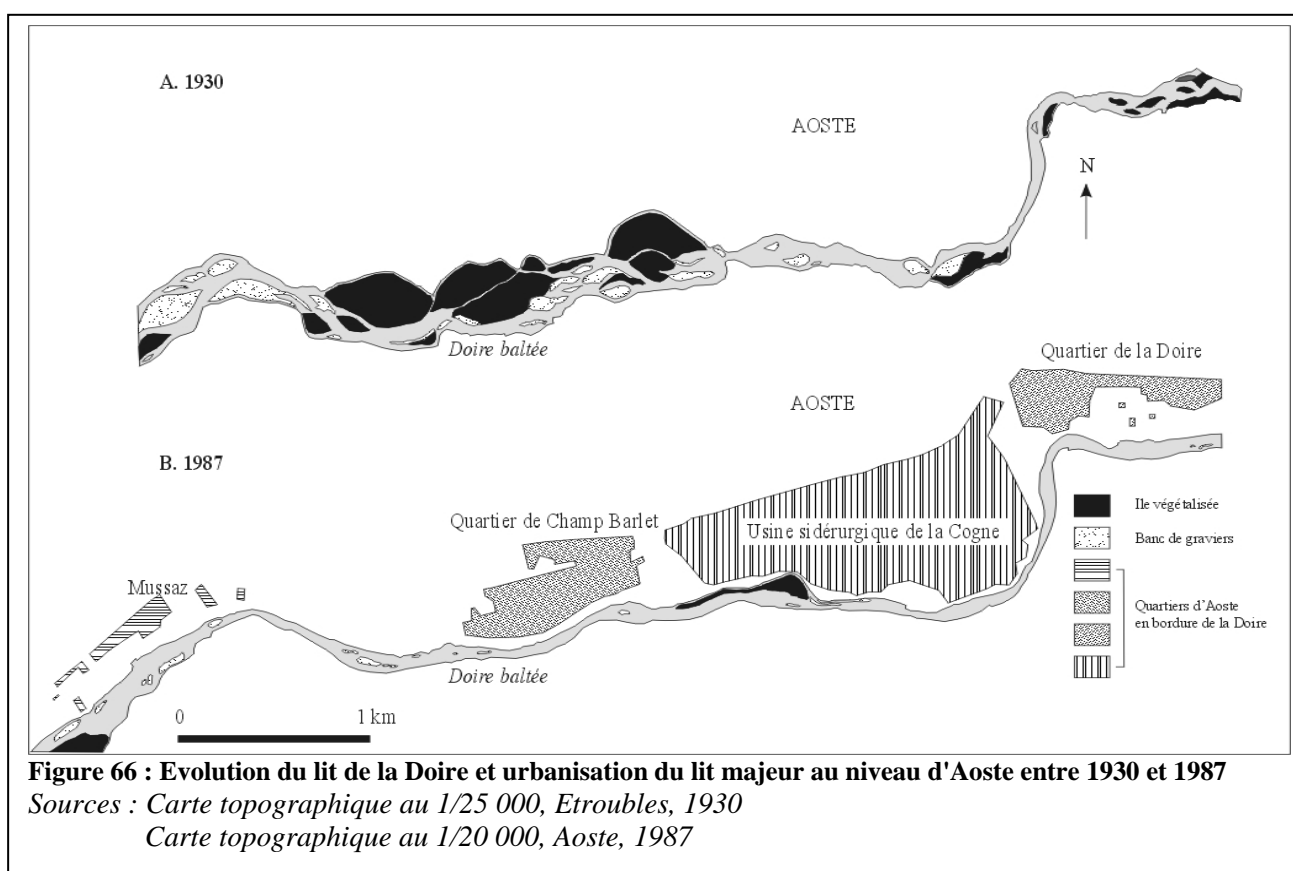 A. 1930
AOSTE
N
Doire baltée
Quartier de la Doire
AOSTE
B. 1987
Quartier de Champ Barlet
Usine sidérurgique de la Cogne
Mussaz
Doire baltée
Ile végétalisée
Banc de graviers
Quartiers d'Aoste
en bordure de la Doire
0 1 km
Figure 66 : Evolution du lit de la Doire et urbanisation du lit majeur au niveau d'Aoste entre 1930 et 1987
Sources : Carte topographique au 1/25 000, Etroubles, 1930
Carte topographique au 1/20 000, Aoste, 1987